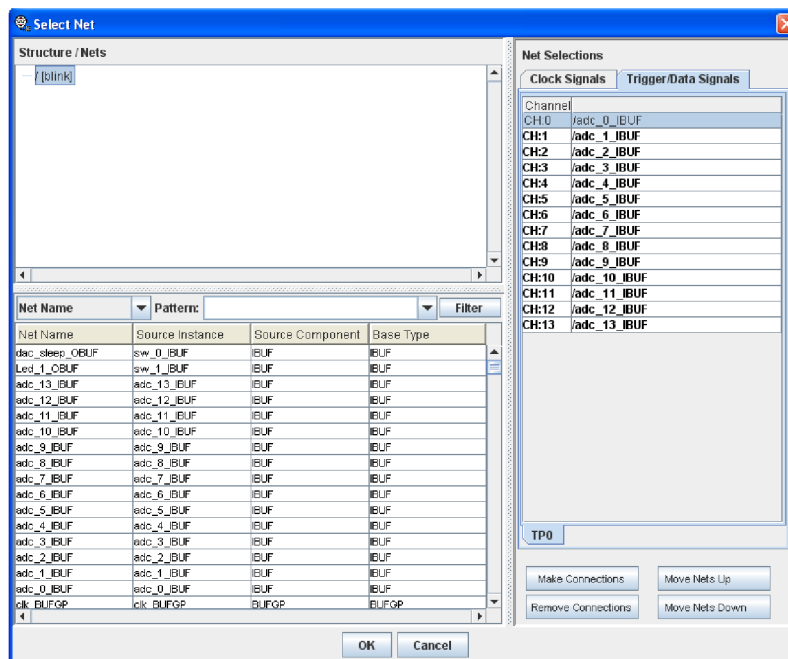 Select Net
Structure / Nets
/ [blink]
Net Selections
Clock Signals Trigger/Data Signals
Channel
CH:0 /adc_0_IBUF
CH:1 /adc_1_IBUF
CH:2 /adc_2_IBUF
CH:3 /adc_3_IBUF
CH:4 /adc_4_IBUF
CH:5 /adc_5_IBUF
CH:6 /adc_6_IBUF
CH:7 /adc_7_IBUF
CH:8 /adc_8_IBUF
CH:9 /adc_9_IBUF
CH:10 /adc_10_IBUF
CH:11 /adc_11_IBUF
CH:12 /adc_12_IBUF
CH:13 /adc_13_IBUF
TP0
Make Connections Move Nets Up
Remove Connections Move Nets Down
Net Name Pattern: Filter
Net Name Source Instance Source Component Base Type
dac_sleep_OBUF sw_0_IBUF IBUF IBUF
Led_1_OBUF sw_1_IBUF IBUF IBUF
adc_13_IBUF adc_13_IBUF IBUF IBUF
adc_12_IBUF adc_12_IBUF IBUF IBUF
adc_11_IBUF adc_11_IBUF IBUF IBUF
adc_10_IBUF adc_10_IBUF IBUF IBUF
adc_9_IBUF adc_9_IBUF IBUF IBUF
adc_8_IBUF adc_8_IBUF IBUF IBUF
adc_7_IBUF adc_7_IBUF IBUF IBUF
adc_6_IBUF adc_6_IBUF IBUF IBUF
adc_5_IBUF adc_5_IBUF IBUF IBUF
adc_4_IBUF adc_4_IBUF IBUF IBUF
adc_3_IBUF adc_3_IBUF IBUF IBUF
adc_2_IBUF adc_2_IBUF IBUF IBUF
adc_1_IBUF adc_1_IBUF IBUF IBUF
adc_0_IBUF adc_0_IBUF IBUF IBUF
clk_BUFGP clk_BUFGP BUFGP BUFGP
OK Cancel